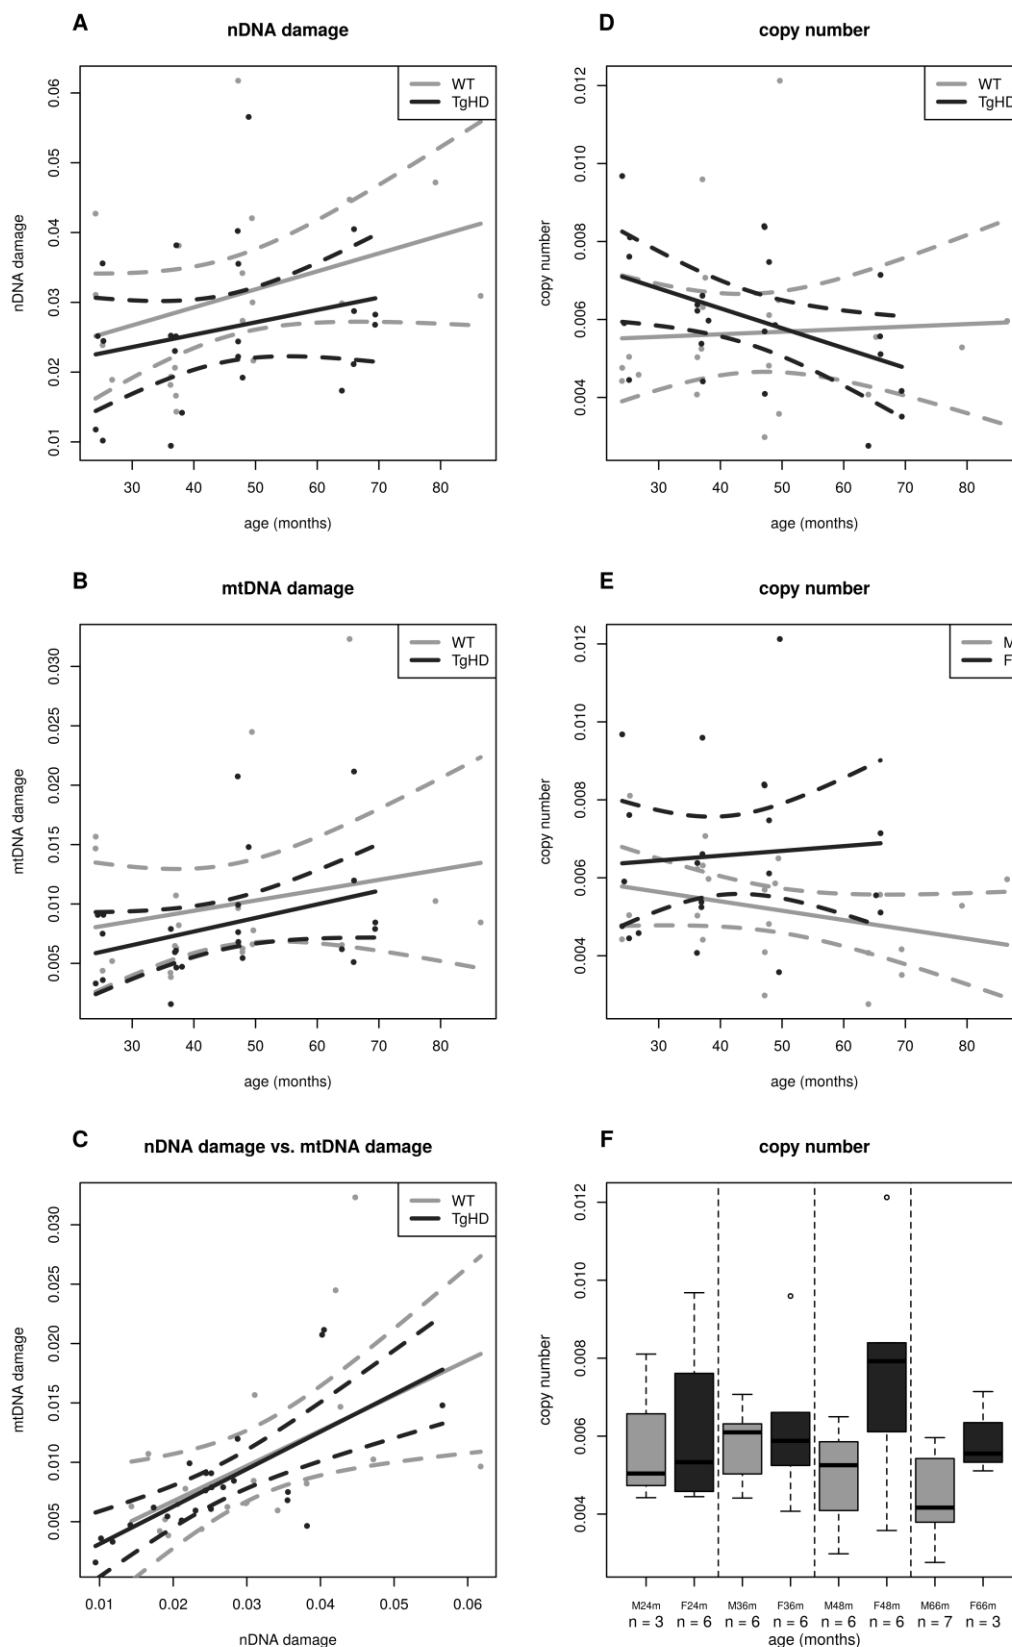 A
nDNA damage
nDNA damage
0.06
0.05
0.04
0.03
0.02
0.01
WT
TgHD
30 40 50 60 70 80
age (months)
D
copy number
copy number
0.012
0.010
0.008
0.006
0.004
WT
TgHD
30 40 50 60 70 80
age (months)
B
mtDNA damage
mtDNA damage
0.030
0.025
0.020
0.015
0.010
0.005
WT
TgHD
30 40 50 60 70 80
age (months)
E
copy number
copy number
0.012
0.010
0.008
0.006
0.004
M
F
30 40 50 60 70 80
age (months)
C
nDNA damage vs. mtDNA damage
mtDNA damage
0.030
0.025
0.020
0.015
0.010
0.005
WT
TgHD
0.01 0.02 0.03 0.04 0.05 0.06
nDNA damage
F
copy number
copy number
0.012
0.010
0.008
0.006
0.004
M24m F24m M36m F36m M48m F48m M66m F66m
n = 3 n = 6 n = 6 n = 6 n = 6 n = 6 n = 7 n = 3
age (months)